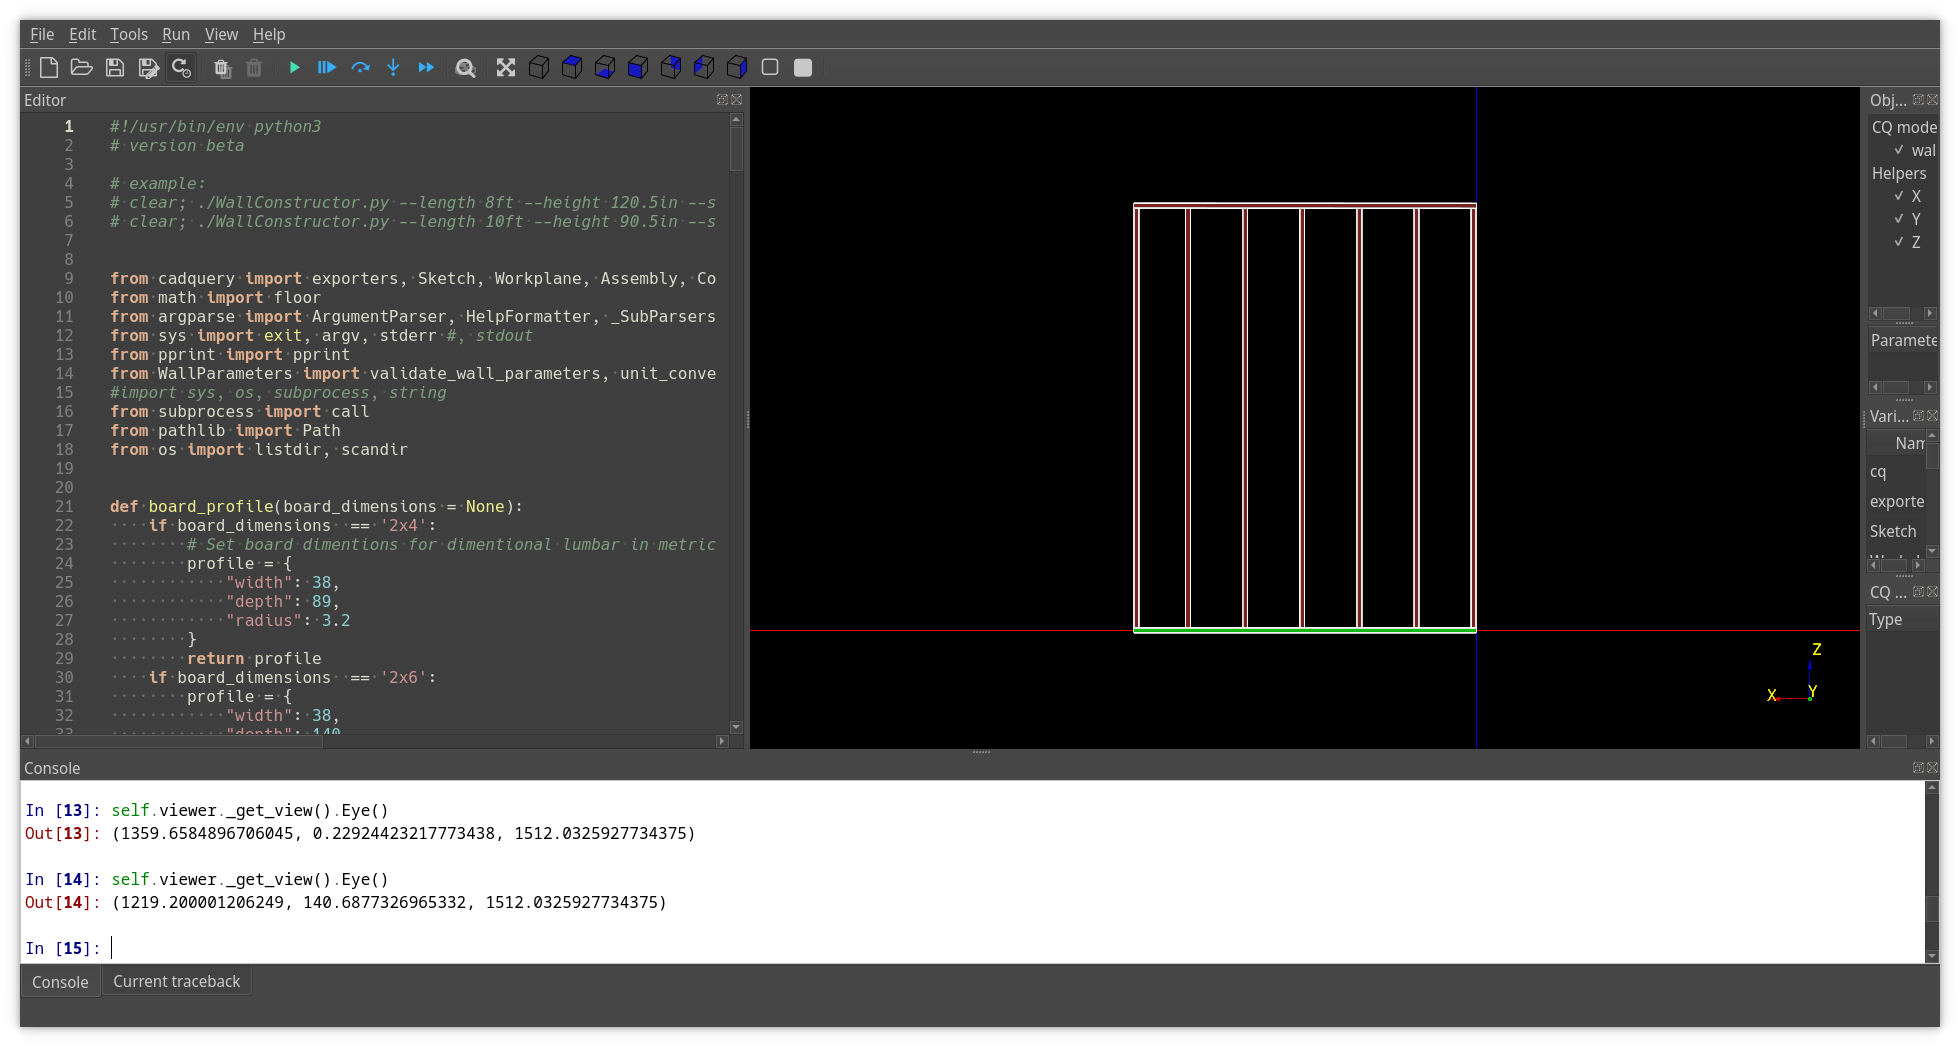 File Edit Tools Run View Help
Editor
1 #!/usr/bin/env python3
2 # version beta
3
4 # example:
5 # clear; ./WallConstructor.py --length 8ft --height 120.5in --s
6 # clear; ./WallConstructor.py --length 10ft --height 90.5in --s
7
8
9 from cadquery import exporters, Sketch, Workplane, Assembly, Co
10 from math import floor
11 from argparse import ArgumentParser, HelpFormatter, _SubParsers
12 from sys import exit, argv, stderr #, stdout
13 from pprint import pprint
14 from WallParameters import validate_wall_parameters, unit_conve
15 #import sys, os, subprocess, string
16 from subprocess import call
17 from pathlib import Path
18 from os import listdir, scandir
19
20
21 def board_profile(board_dimensions = None):
22 if board_dimensions == '2x4':
23 # Set board dimentions for dimentional lumbar in metric
24 profile = {
25 "width": 38,
26 "depth": 89,
27 "radius": 3.2
28 }
29 return profile
30 if board_dimensions == '2x6':
31 profile = {
32 "width": 38,
33 "depth": 140
Z
X Y
Obj...
CQ mode
✓ wal
Helpers
✓ X
✓ Y
✓ Z
Paramete
Vari...
Nam
cq
exporte
Sketch
CQ ...
Type
Console
In [13]: self.viewer._get_view().Eye()
Out[13]: (1359.6584896706045, 0.22924423217773438, 1512.0325927734375)
In [14]: self.viewer._get_view().Eye()
Out[14]: (1219.200001206249, 140.6877326965332, 1512.0325927734375)
In [15]:
Console Current traceback